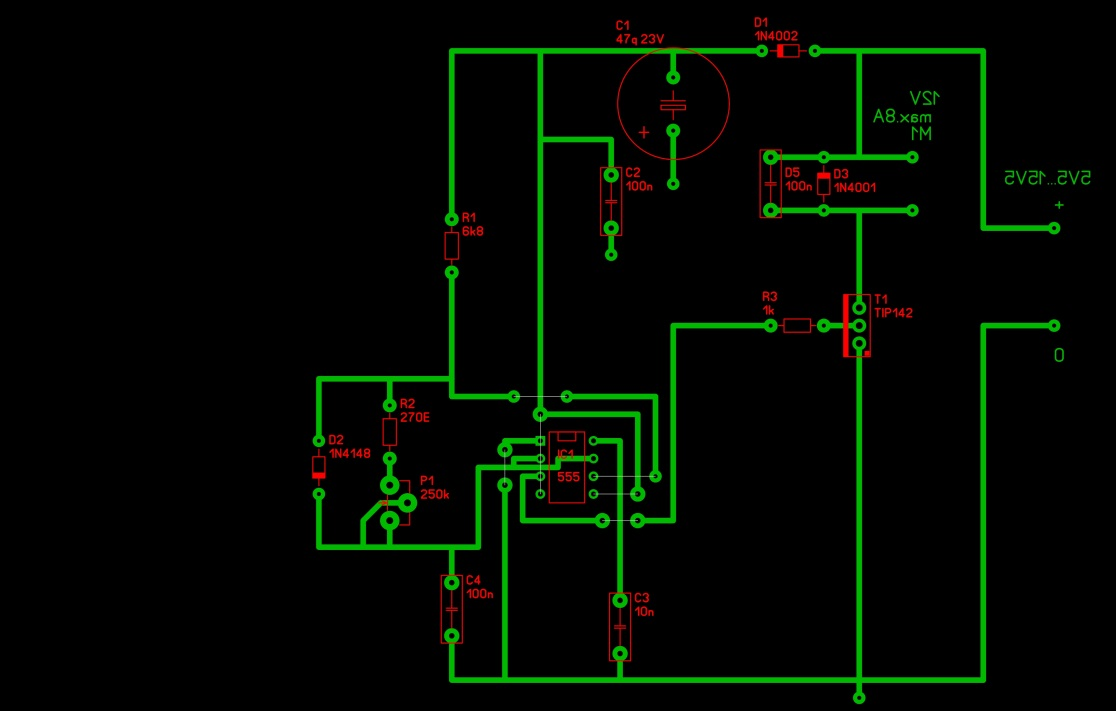 C1
47q 23V
D1
1N4002
12V
max.8A
M1
5V5...15V5
+
C2
100n
D5
100n
D3
1N4001
R1
6k8
R3
1k
T1
TIP142
0
R2
270E
D2
1N4148
P1
250k
IC1
555
C4
100n
C3
10n